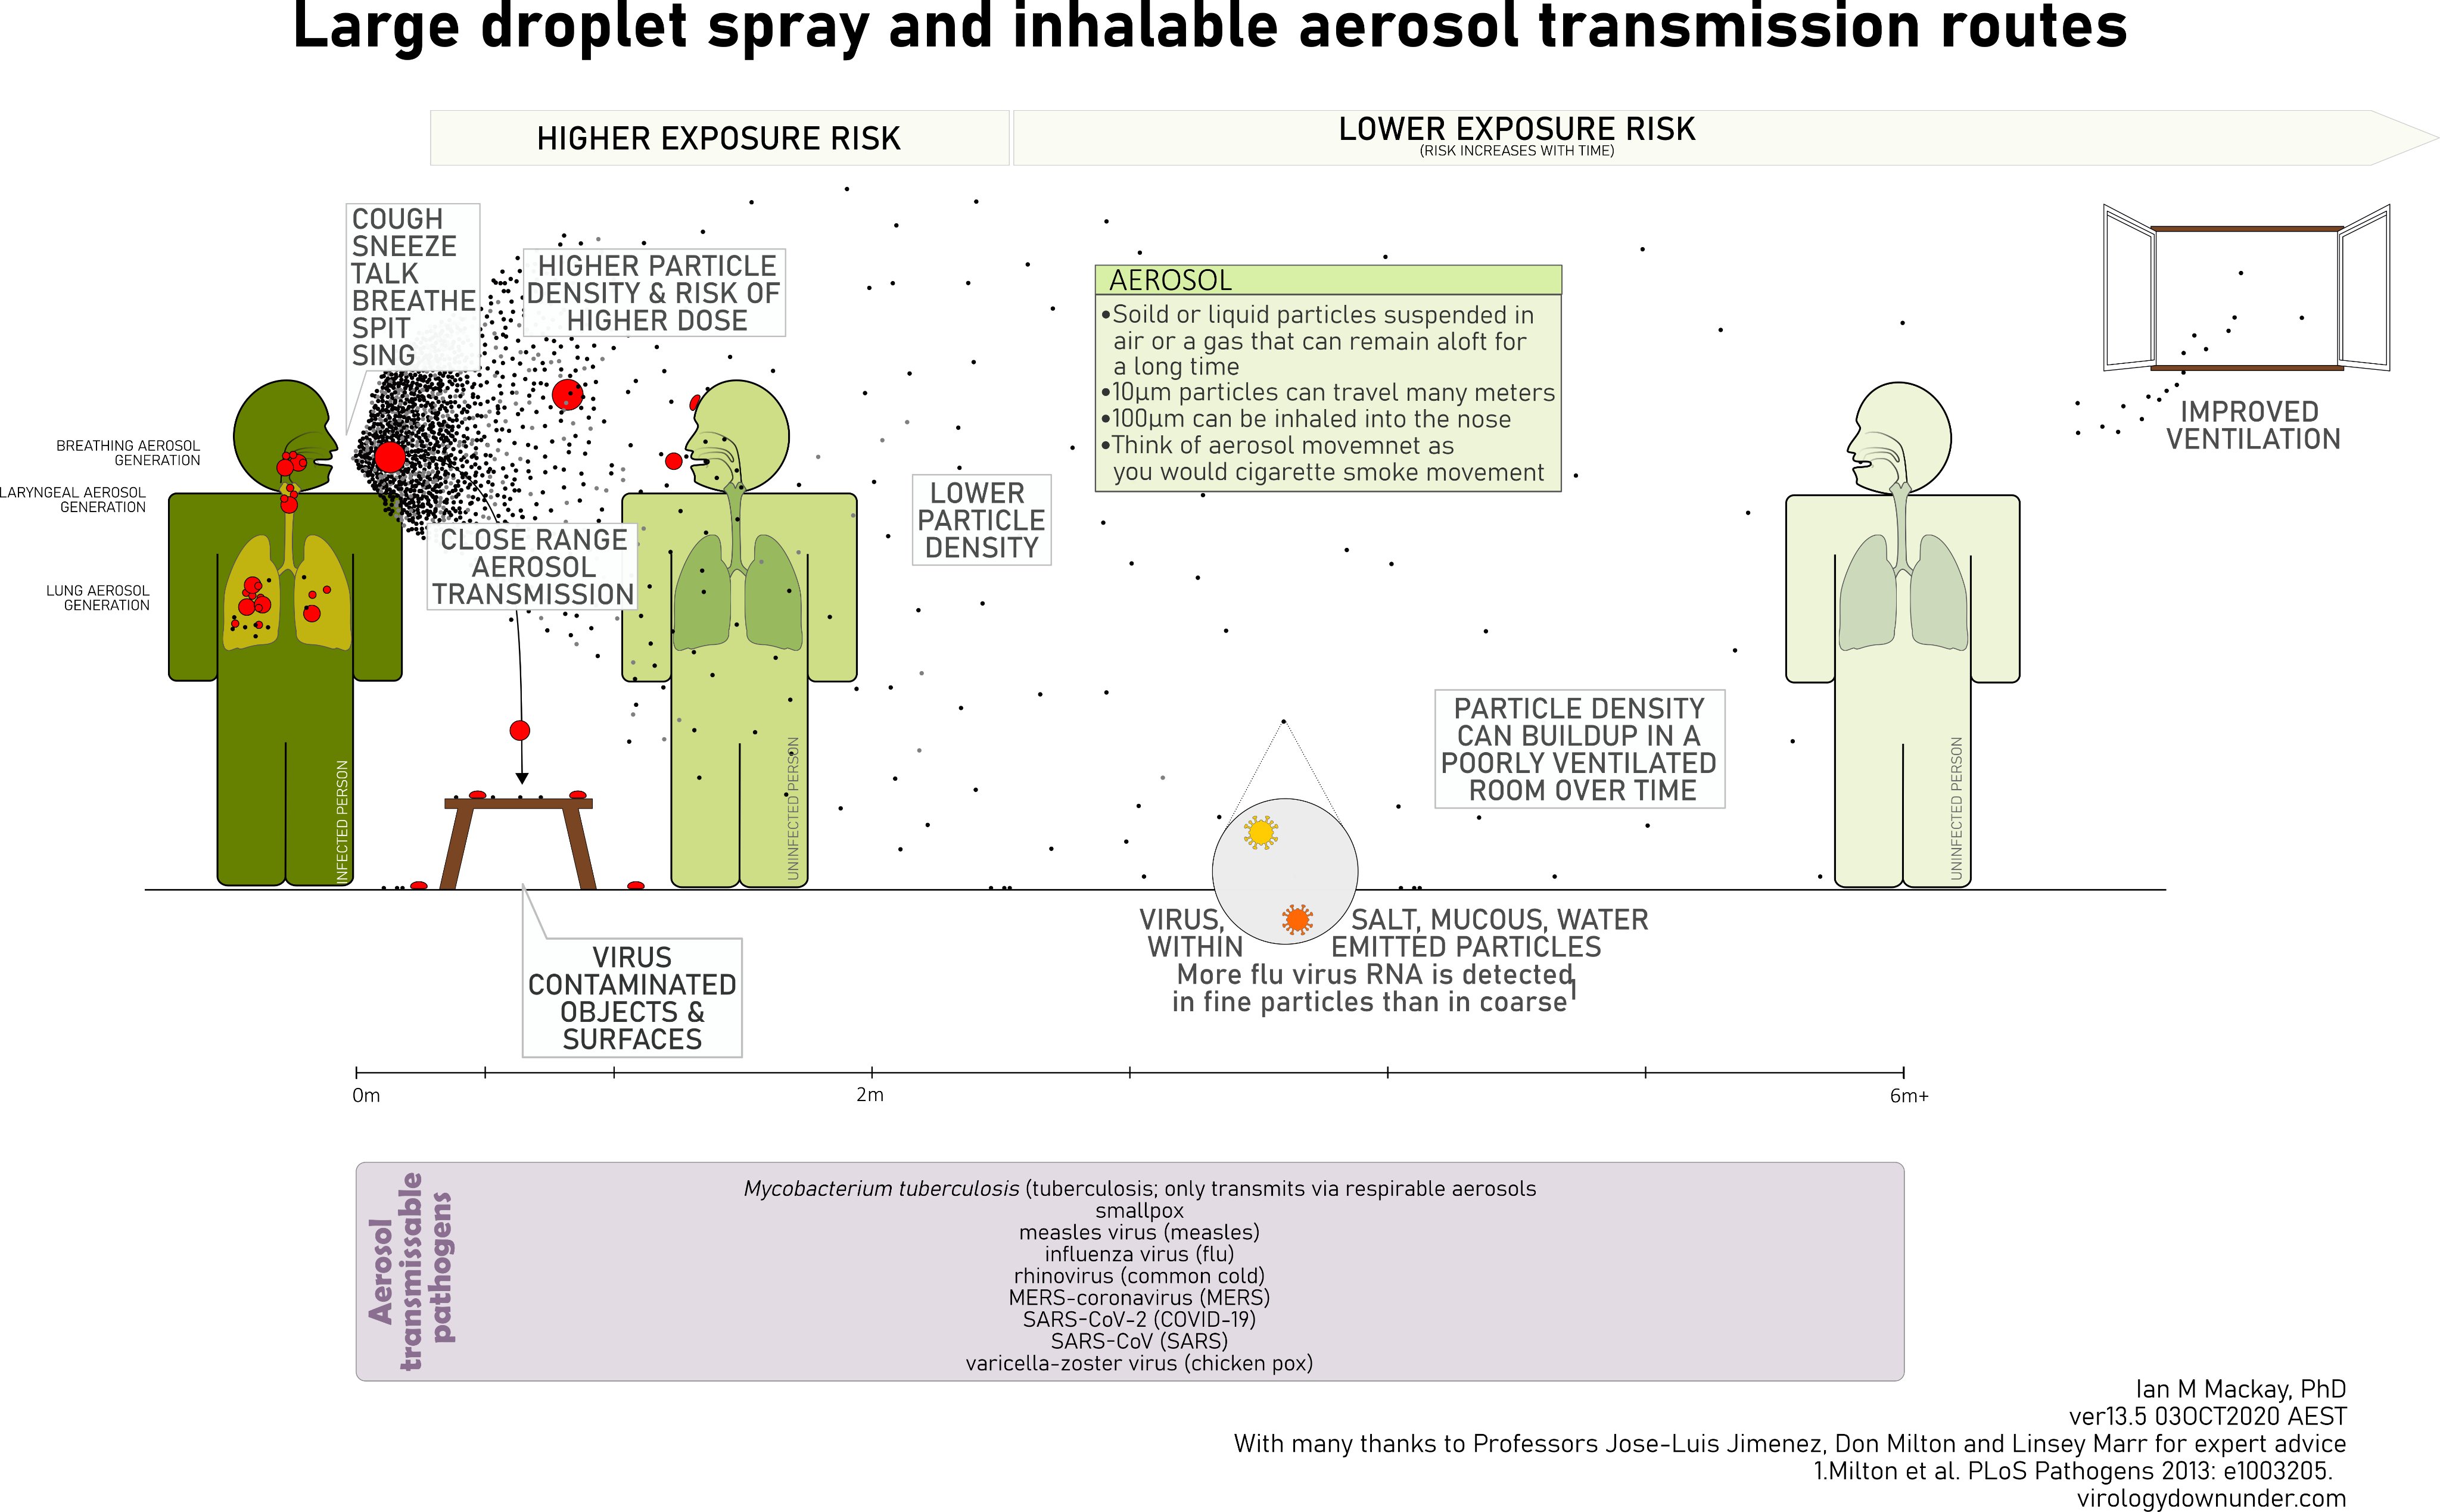 Large droplet spray and inhalable aerosol transmission routes
HIGHER EXPOSURE RISK
LOWER EXPOSURE RISK
(RISK INCREASES WITH TIME)
COUGH
SNEEZE
TALK
BREATHE
SPIT
SING
HIGHER PARTICLE
DENSITY & RISK OF
HIGHER DOSE
AEROSOL
•Soild or liquid particles suspended in
air or a gas that can remain aloft for
a long time
•10µm particles can travel many meters
•100µm can be inhaled into the nose
•Think of aerosol movemnet as
you would cigarette smoke movement
IMPROVED
VENTILATION
BREATHING AEROSOL
GENERATION
LARYNGEAL AEROSOL
GENERATION
LUNG AEROSOL
GENERATION
CLOSE RANGE
AEROSOL
TRANSMISSION
LOWER
PARTICLE
DENSITY
PARTICLE DENSITY
CAN BUILDUP IN A
POORLY VENTILATED
ROOM OVER TIME
INFECTED PERSON
UNINFECTED PERSON
UNINFECTED PERSON
VIRUS
CONTAMINATED
OBJECTS &
SURFACES
VIRUS, SALT, MUCOUS, WATER
WITHIN EMITTED PARTICLES
More flu virus RNA is detected
in fine particles than in coarse1
0m 2m 6m+
Aerosol
transmissable
pathogens
Mycobacterium tuberculosis (tuberculosis; only transmits via respirable aerosols
smallpox
measles virus (measles)
influenza virus (flu)
rhinovirus (common cold)
MERS-coronavirus (MERS)
SARS-CoV-2 (COVID-19)
SARS-CoV (SARS)
varicella-zoster virus (chicken pox)
Ian M Mackay, PhD
ver13.5 03OCT2020 AEST
With many thanks to Professors Jose-Luis Jimenez, Don Milton and Linsey Marr for expert advice
1.Milton et al. PLoS Pathogens 2013: e1003205.
virologydownunder.com